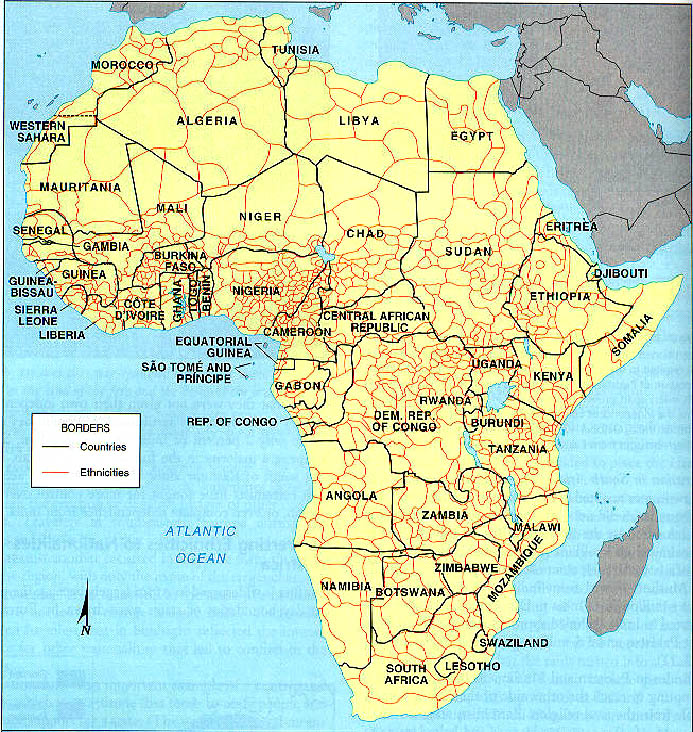 TUNISIA
MOROCCO
ALGERIA
LIBYA
EGYPT
WESTERN
SAHARA
MAURITANIA
MALI
NIGER
CHAD
SUDAN
ERITREA
SENEGAL
GAMBIA
BURKINA
FASO
DJIBOUTI
GUINEA
GUINEA-
BISSAU
NIGERIA
ETHIOPIA
SIERRA
LEONE
CÔTE
D'IVOIRE
GHANA
TOGO
BENIN
LIBERIA
CAMEROON
CENTRAL AFRICAN
REPUBLIC
SOMALIA
EQUATORIAL
GUINEA
SÃO TOMÉ AND
PRÍNCIPE
UGANDA
KENYA
GABON
RWANDA
REP. OF CONGO
DEM. REP.
OF CONGO
BURUNDI
TANZANIA
BORDERS
Countries
Ethnicities
ANGOLA
ZAMBIA
MALAWI
ATLANTIC
OCEAN
MOZAMBIQUE
ZIMBABWE
NAMIBIA
BOTSWANA
N
SWAZILAND
SOUTH
AFRICA
LESOTHO